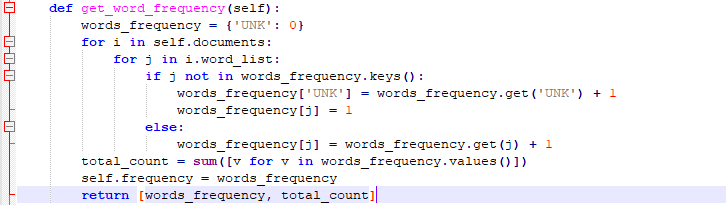 def get_word_frequency(self):
    words_frequency = {'UNK': 0}
    for i in self.documents:
        for j in i.word_list:
            if j not in words_frequency.keys():
                words_frequency['UNK'] = words_frequency.get('UNK') + 1
                words_frequency[j] = 1
            else:
                words_frequency[j] = words_frequency.get(j) + 1
    total_count = sum([v for v in words_frequency.values()])
    self.frequency = words_frequency
    return [words_frequency, total_count]